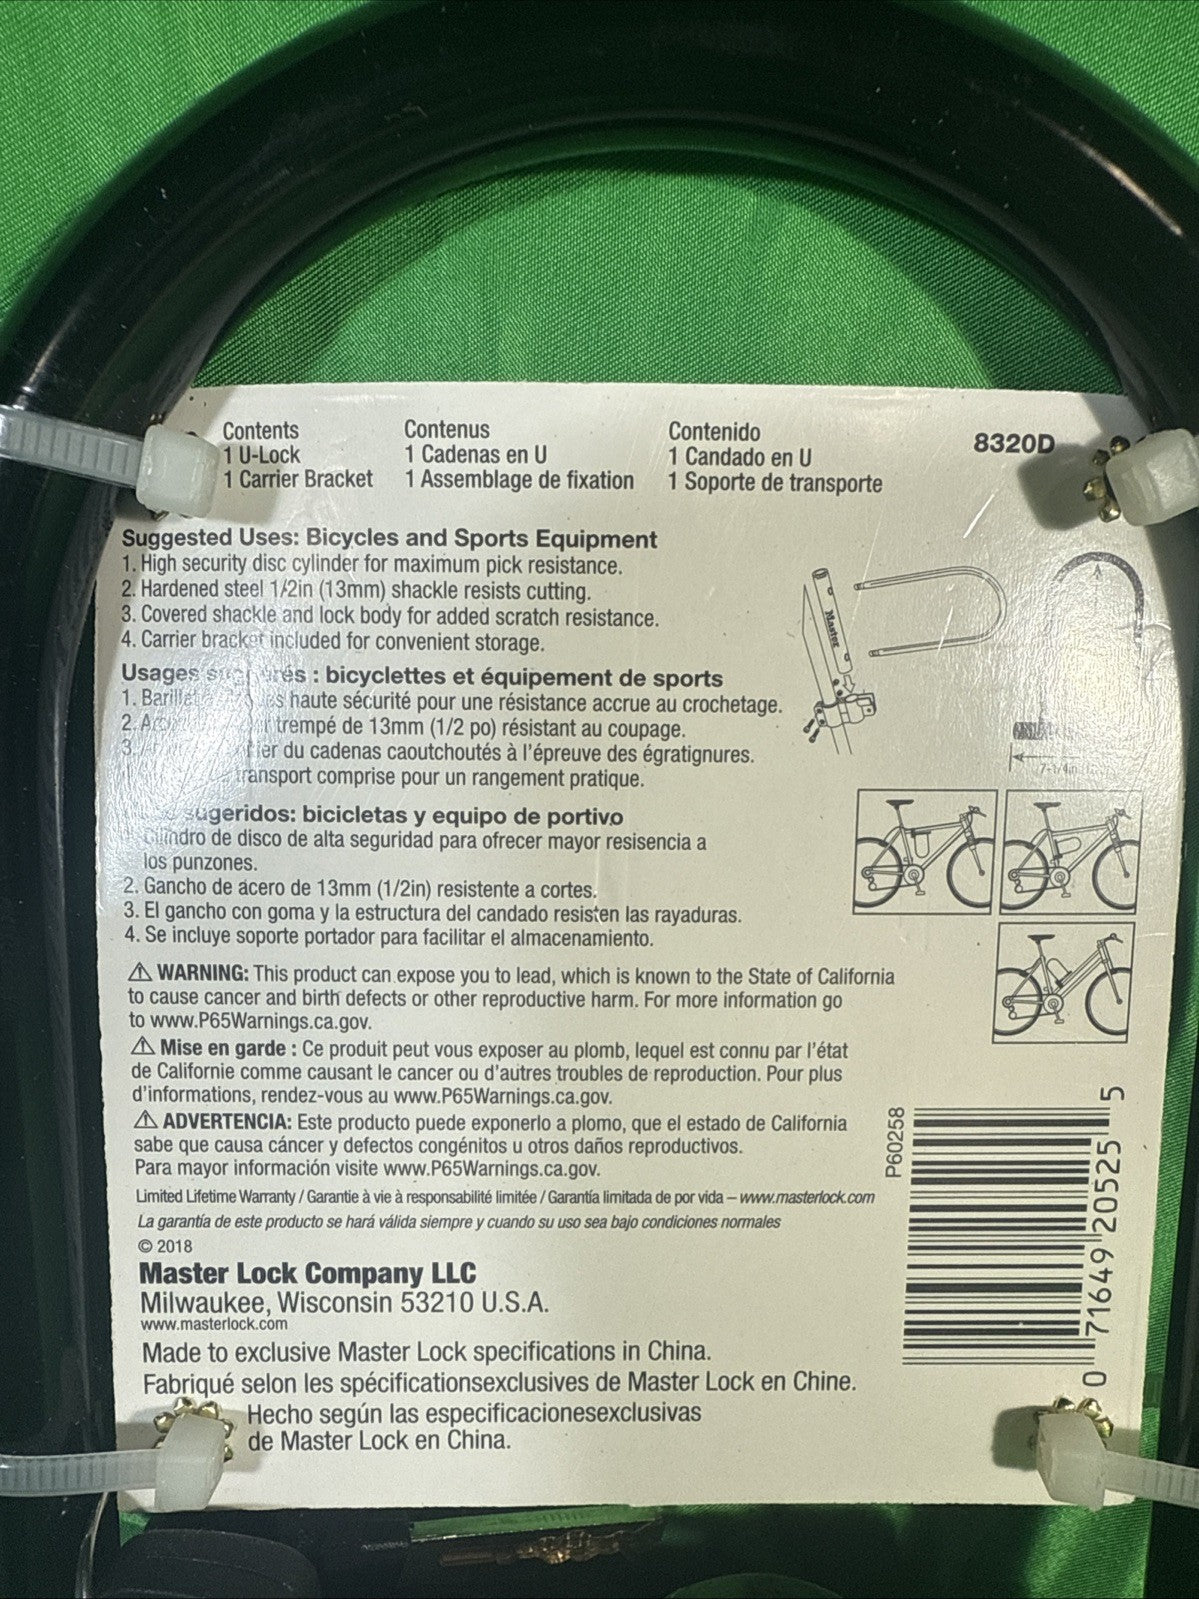 Contents
1 U-Lock
1 Carrier Bracket
Contenus
1 Cadenas en U
1 Assemblage de fixation
Contenido
1 Candado en U
1 Soporte de transporte
8320D
Suggested Uses: Bicycles and Sports Equipment
1. High security disc cylinder for maximum pick resistance.
2. Hardened steel 1/2in (13mm) shackle resists cutting.
3. Covered shackle and lock body for added scratch resistance.
4. Carrier bracket included for convenient storage.
Usages : bicyclettes et équipement de sports
1. haute sécurité pour une résistance accrue au crochetage.
2. trempé de 13mm (1/2 po) résistant au coupage.
3. du cadenas caoutchoutés à l'épreuve des égratignures.
transport comprise pour un rangement pratique.
sugeridos: bicicletas y equipo de portivo
Cilindro de disco de alta seguridad para ofrecer mayor resisencia a
los punzones.
2. Gancho de acero de 13mm (1/2in) resistente a cortes.
3. El gancho con goma y la estructura del candado resisten las rayaduras.
4. Se incluye soporte portador para facilitar el almacenamiento.
Master
7-1/4in
⚠ WARNING: This product can expose you to lead, which is known to the State of California
to cause cancer and birth defects or other reproductive harm. For more information go
to www.P65Warnings.ca.gov.
⚠ Mise en garde : Ce produit peut vous exposer au plomb, lequel est connu par l'état
de Californie comme causant le cancer ou d'autres troubles de reproduction. Pour plus
d'informations, rendez-vous au www.P65Warnings.ca.gov.
⚠ ADVERTENCIA: Este producto puede exponerlo a plomo, que el estado de California
sabe que causa cáncer y defectos congénitos u otros daños reproductivos.
Para mayor información visite www.P65Warnings.ca.gov.
Limited Lifetime Warranty / Garantie à vie à responsabilité limitée / Garantía limitada de por vida – www.masterlock.com
La garantía de este producto se hará válida siempre y cuando su uso sea bajo condiciones normales
© 2018
Master Lock Company LLC
Milwaukee, Wisconsin 53210 U.S.A.
www.masterlock.com
Made to exclusive Master Lock specifications in China.
Fabriqué selon les spécificationsexclusives de Master Lock en Chine.
Hecho según las especificacionesexclusivas
de Master Lock en China.
P60258
0 71649 20525 5